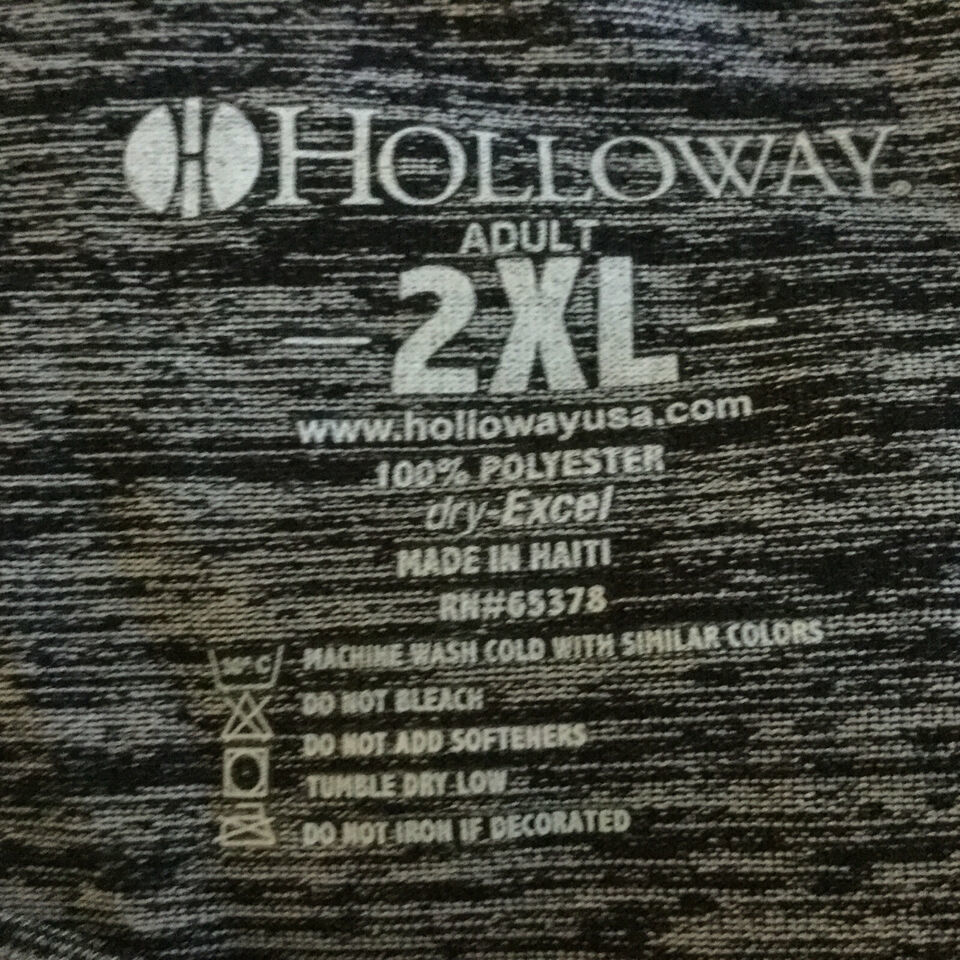 HOLLOWAY®
ADULT
2XL
www.hollowayusa.com
100% POLYESTER
dry-Excel
MADE IN HAITI
RN#65378
30° C MACHINE WASH COLD WITH SIMILAR COLORS
DO NOT BLEACH
DO NOT ADD SOFTENERS
TUMBLE DRY LOW
DO NOT IRON IF DECORATED